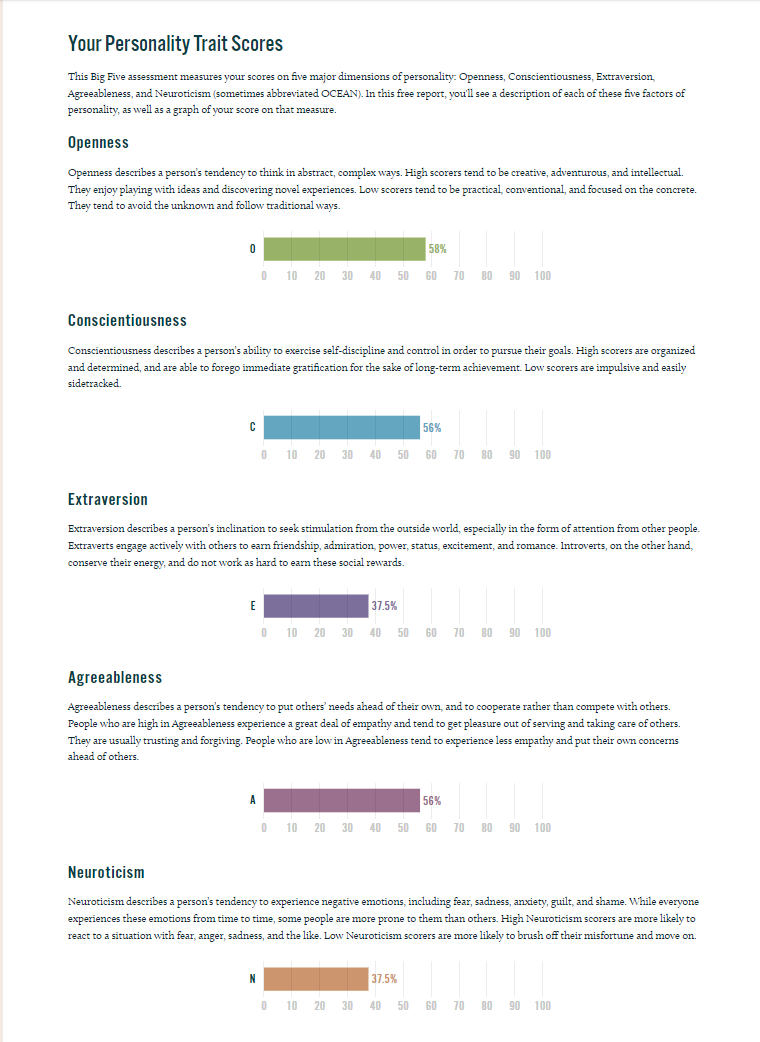 Your Personality Trait Scores
This Big Five assessment measures your scores on five major dimensions of personality: Openness, Conscientiousness, Extraversion,
Agreeableness, and Neuroticism (sometimes abbreviated OCEAN). In this free report, you'll see a description of each of these five factors of
personality, as well as a graph of your score on that measure.
Openness
Openness describes a person's tendency to think in abstract, complex ways. High scorers tend to be creative, adventurous, and intellectual.
They enjoy playing with ideas and discovering novel experiences. Low scorers tend to be practical, conventional, and focused on the concrete.
They tend to avoid the unknown and follow traditional ways.
O 58%
0 10 20 30 40 50 60 70 80 90 100
Conscientiousness
Conscientiousness describes a person's ability to exercise self-discipline and control in order to pursue their goals. High scorers are organized
and determined, and are able to forego immediate gratification for the sake of long-term achievement. Low scorers are impulsive and easily
sidetracked.
C 56%
0 10 20 30 40 50 60 70 80 90 100
Extraversion
Extraversion describes a person's inclination to seek stimulation from the outside world, especially in the form of attention from other people.
Extraverts engage actively with others to earn friendship, admiration, power, status, excitement, and romance. Introverts, on the other hand,
conserve their energy, and do not work as hard to earn these social rewards.
E 37.5%
0 10 20 30 40 50 60 70 80 90 100
Agreeableness
Agreeableness describes a person's tendency to put others' needs ahead of their own, and to cooperate rather than compete with others.
People who are high in Agreeableness experience a great deal of empathy and tend to get pleasure out of serving and taking care of others.
They are usually trusting and forgiving. People who are low in Agreeableness tend to experience less empathy and put their own concerns
ahead of others.
A 56%
0 10 20 30 40 50 60 70 80 90 100
Neuroticism
Neuroticism describes a person's tendency to experience negative emotions, including fear, sadness, anxiety, guilt, and shame. While everyone
experiences these emotions from time to time, some people are more prone to them than others. High Neuroticism scorers are more likely to
react to a situation with fear, anger, sadness, and the like. Low Neuroticism scorers are more likely to brush off their misfortune and move on.
N 37.5%
0 10 20 30 40 50 60 70 80 90 100